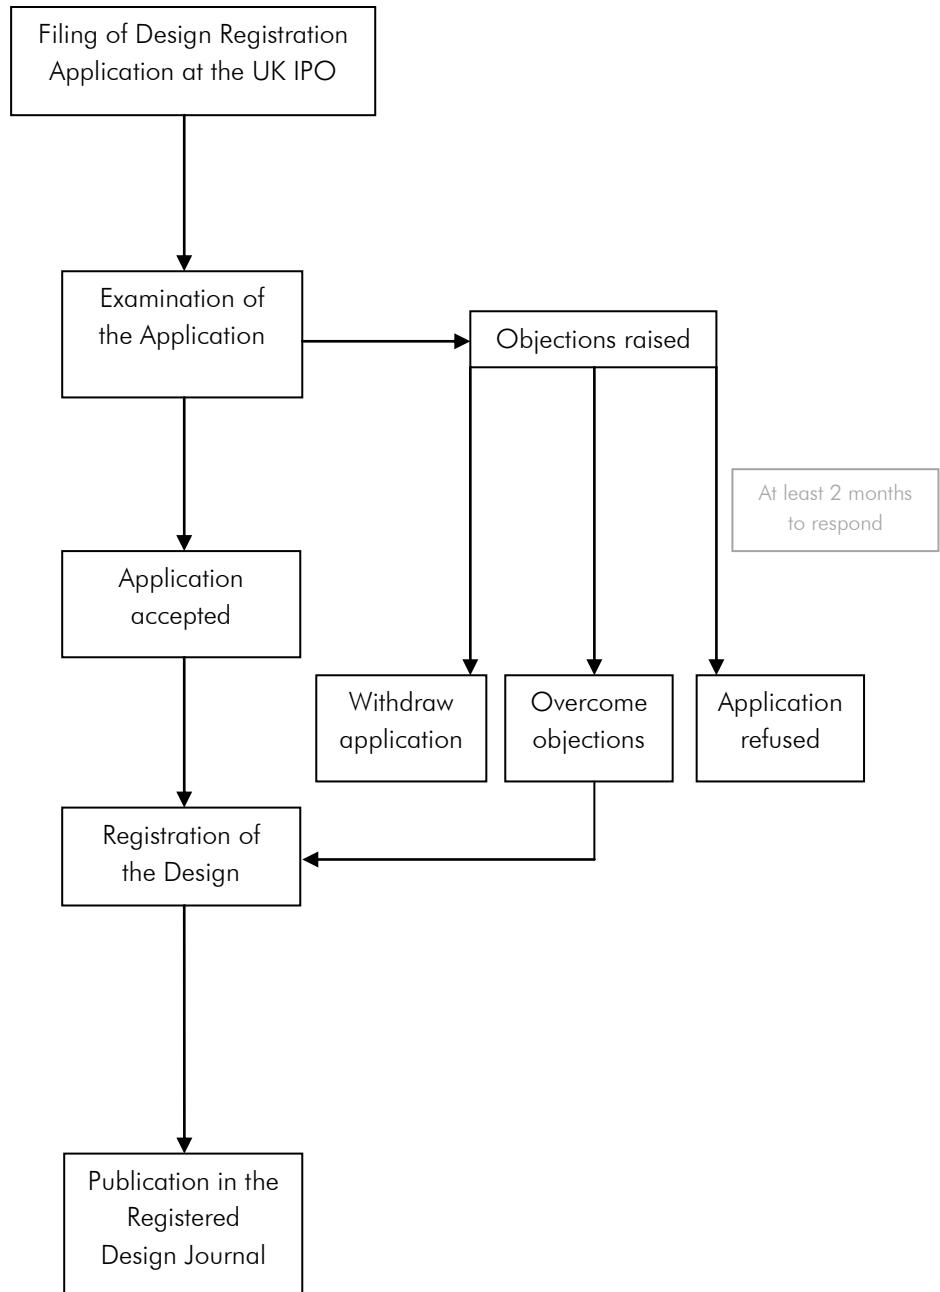 Filing of Design Registration
Application at the UK IPO
Examination of
the Application
Objections raised
At least 2 months
to respond
Application
accepted
Withdraw
application
Overcome
objections
Application
refused
Registration of
the Design
Publication in the
Registered
Design Journal